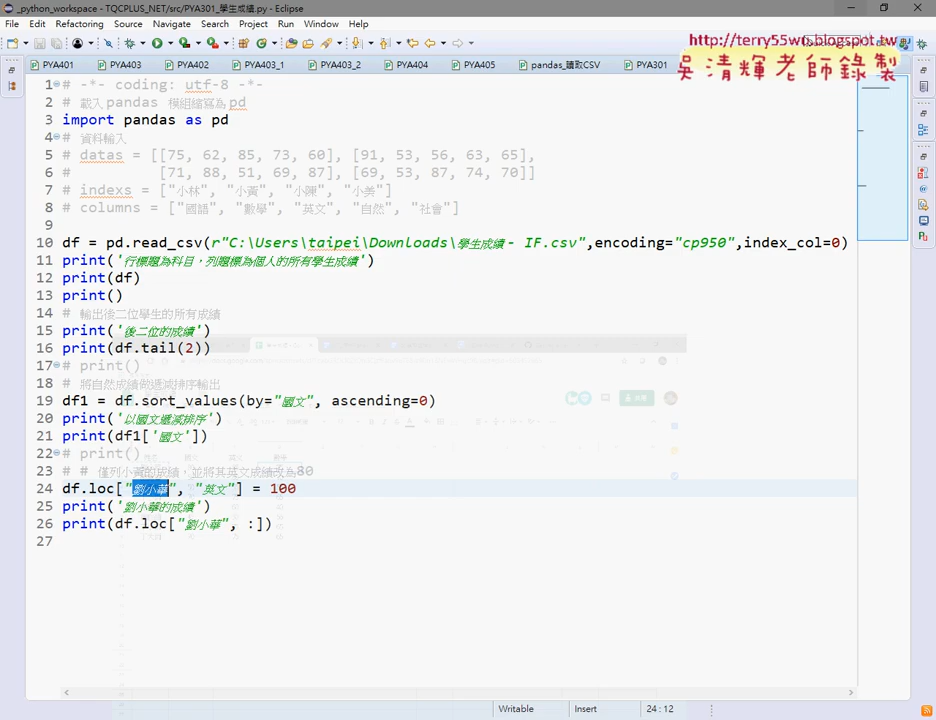 _python_workspace - TQCPLUS_NET/src/PYA301_學生成績.py - Eclipse
File Edit Refactoring Source Navigate Search Project Run Window Help
http://terry55wu.blogspot.tw
吳清輝老師錄製
PYA401 PYA403 PYA402 PYA403_1 PYA403_2 PYA404 PYA405 pandas_讀取CSV PYA301
1 # -*- coding: utf-8 -*-
2 # 載入pandas 模組縮寫為pd
3 import pandas as pd
4 # 資料輸入
5 # datas = [[75, 62, 85, 73, 60], [91, 53, 56, 63, 65],
6 # [71, 88, 51, 69, 87], [69, 53, 87, 74, 70]]
7 # indexs = ["小林", "小黃", "小陳", "小美"]
8 # columns = ["國語", "數學", "英文", "自然", "社會"]
9
10 df = pd.read_csv(r"C:\Users\taipei\Downloads\學生成績 - IF.csv",encoding="cp950",index_col=0)
11 print('行標題為科目，列題標為個人的所有學生成績')
12 print(df)
13 print()
14 # 輸出後二位學生的所有成績
15 print('後二位的成績')
16 print(df.tail(2))
17 # print()
18 # 將自然成績做遞減排序輸出
19 df1 = df.sort_values(by="國文", ascending=0)
20 print('以國文遞減排序')
21 print(df1['國文'])
22 # print()
23 # # 僅列小黃的成績，並將其英文成績改為80
24 df.loc["劉小華", "英文"] = 100
25 print('劉小華的成績')
26 print(df.loc["劉小華", :])
27
Writable Insert 24 : 12